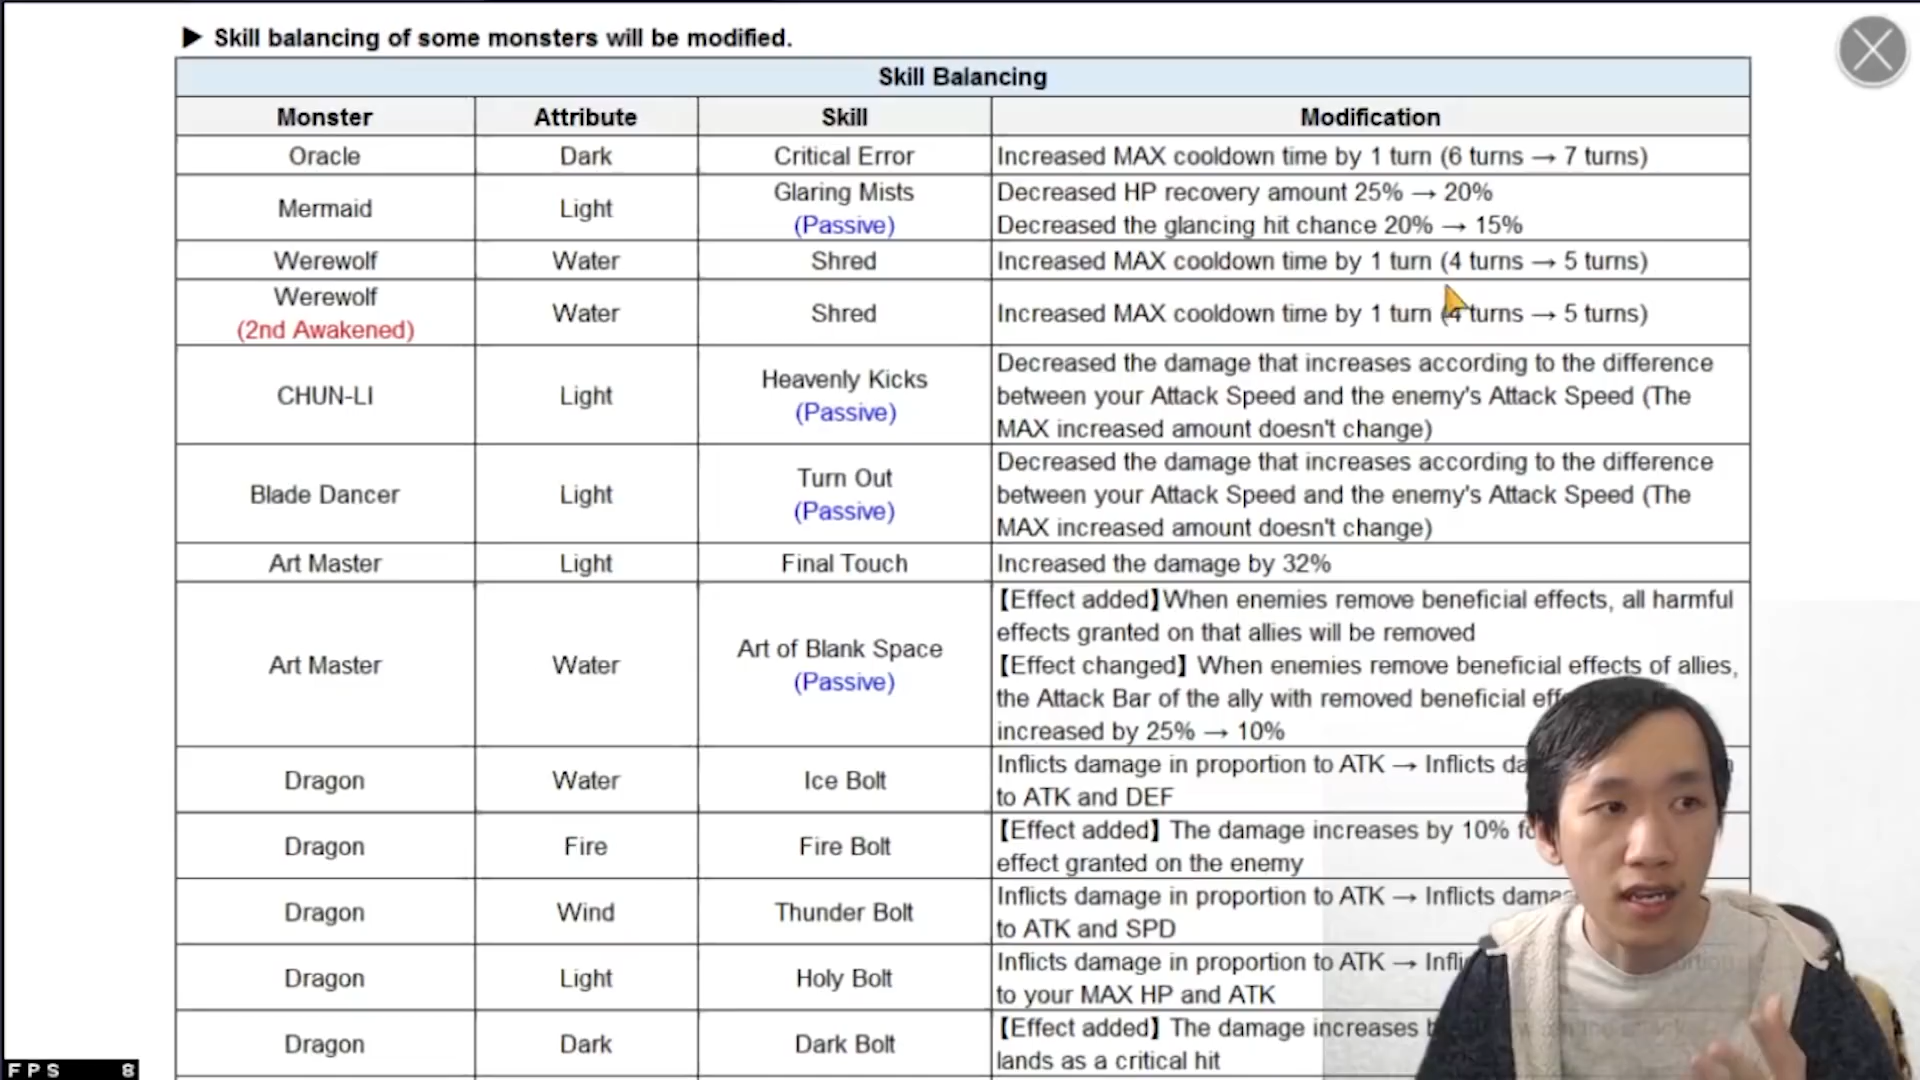 ▶ Skill balancing of some monsters will be modified.
Skill Balancing
Monster Attribute Skill Modification
Oracle Dark Critical Error Increased MAX cooldown time by 1 turn (6 turns → 7 turns)
Mermaid Light Glaring Mists (Passive) Decreased HP recovery amount 25% → 20%
Decreased the glancing hit chance 20% → 15%
Werewolf Water Shred Increased MAX cooldown time by 1 turn (4 turns → 5 turns)
Werewolf (2nd Awakened) Water Shred Increased MAX cooldown time by 1 turn (4 turns → 5 turns)
CHUN-LI Light Heavenly Kicks (Passive) Decreased the damage that increases according to the difference
between your Attack Speed and the enemy's Attack Speed (The
MAX increased amount doesn't change)
Blade Dancer Light Turn Out (Passive) Decreased the damage that increases according to the difference
between your Attack Speed and the enemy's Attack Speed (The
MAX increased amount doesn't change)
Art Master Light Final Touch Increased the damage by 32%
Art Master Water Art of Blank Space (Passive) 【Effect added】When enemies remove beneficial effects, all harmful
effects granted on that allies will be removed
【Effect changed】 When enemies remove beneficial effects of allies,
the Attack Bar of the ally with removed beneficial
increased by 25% → 10%
Dragon Water Ice Bolt Inflicts damage in proportion to ATK → Inflicts
to ATK and DEF
Dragon Fire Fire Bolt 【Effect added】 The damage increases by 10%
effect granted on the enemy
Dragon Wind Thunder Bolt Inflicts damage in proportion to ATK → Inflicts
to ATK and SPD
Dragon Light Holy Bolt Inflicts damage in proportion to ATK →
to your MAX HP and ATK
Dragon Dark Dark Bolt 【Effect added】 The damage increases
lands as a critical hit
FPS 8